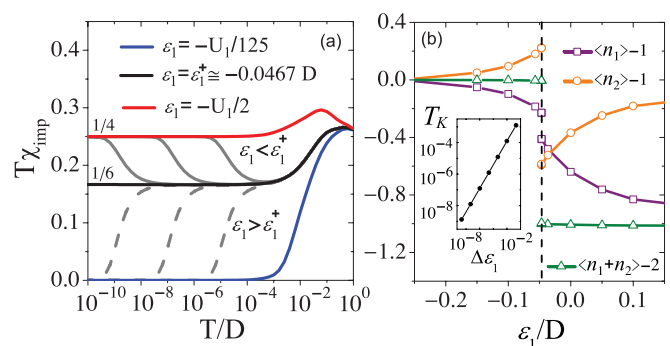 0.4
0.3
0.2
0.1
0.0
Tχimp
ε₁ = −U₁/125
(a)
ε₁=ε₁⁺≅ −0.0467 D
ε₁= −U₁/2
1/4
1/6
ε₁<ε₁⁺
ε₁>ε₁⁺
10⁻¹⁰ 10⁻⁸ 10⁻⁶ 10⁻⁴ 10⁻² 10⁰
T/D
(b)
<n₁>−1
<n₂>−1
0.4
0.0
-0.4
-0.8
-1.2
T_K
10⁻⁴
10⁻⁶
10⁻⁸
10⁻⁸ 10⁻²
Δε₁
<n₁+n₂>−2
-0.2 -0.1 0.0 0.1
ε₁/D